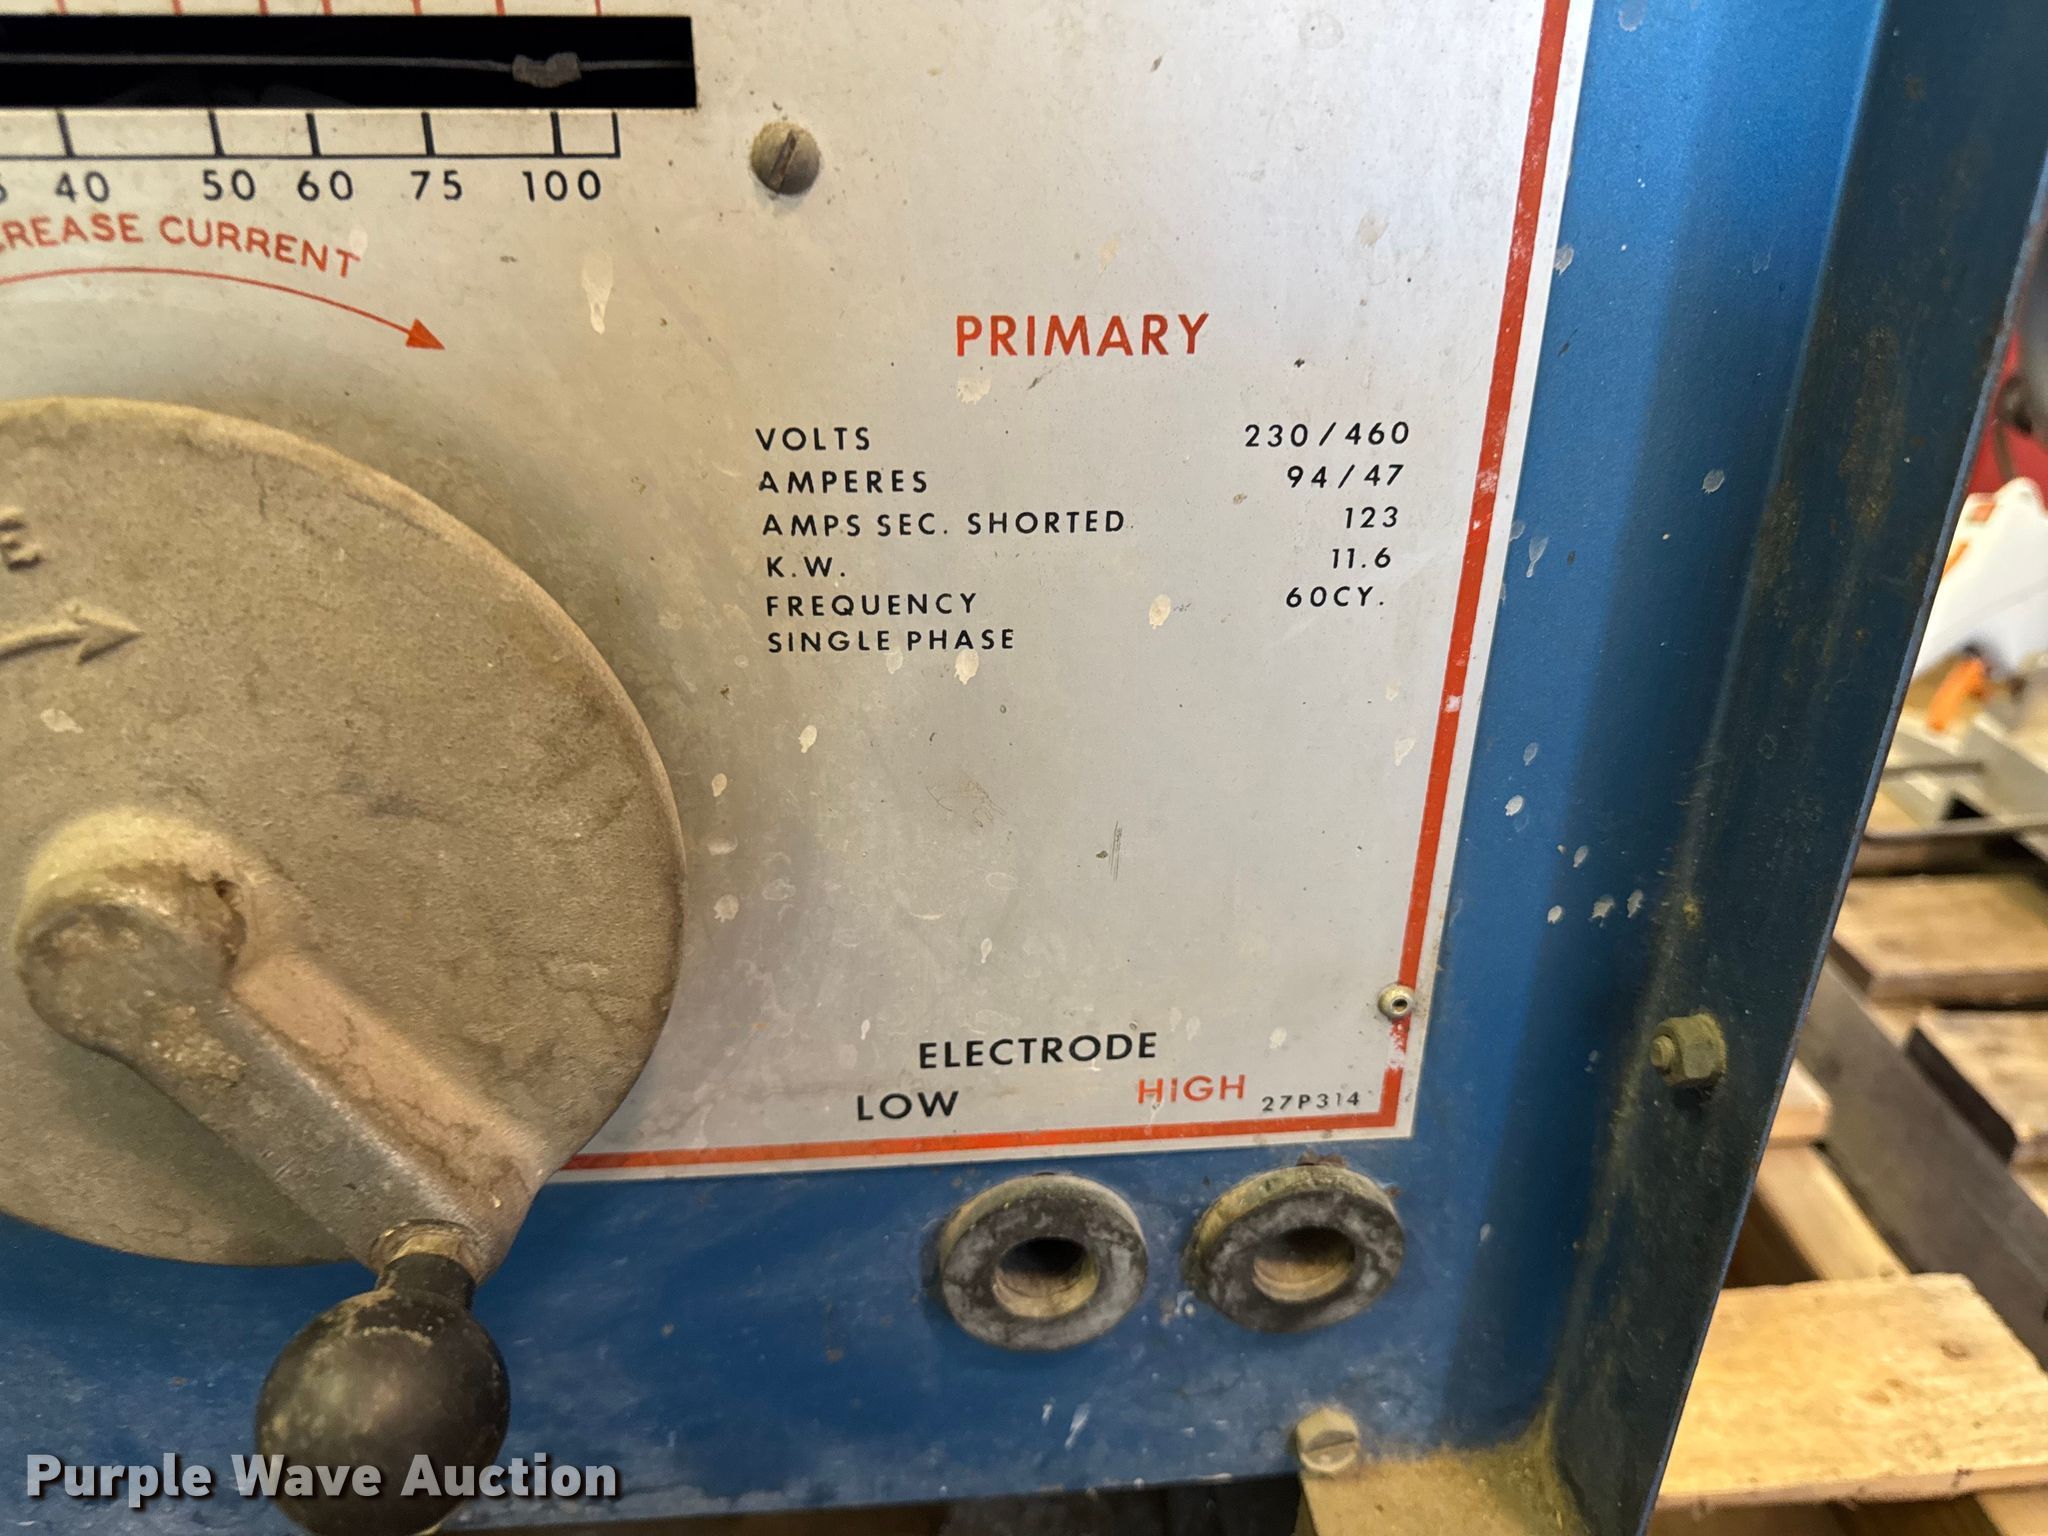 40 50 60 75 100
CREASE CURRENT
E
PRIMARY
VOLTS 230/460
AMPERES 94/47
AMPS SEC. SHORTED 123
K.W. 11.6
FREQUENCY 60CY.
SINGLE PHASE
ELECTRODE
LOW HIGH 27P314
Purple Wave Auction